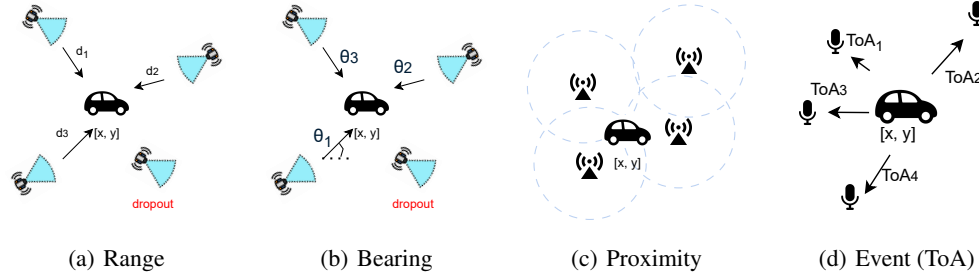 d1
d2
d3
[x, y]
dropout
(a) Range
θ3
θ2
θ1
[x, y]
dropout
(b) Bearing
[x, y]
(c) Proximity
ToA1
ToA2
ToA3
[x, y]
ToA4
(d) Event (ToA)